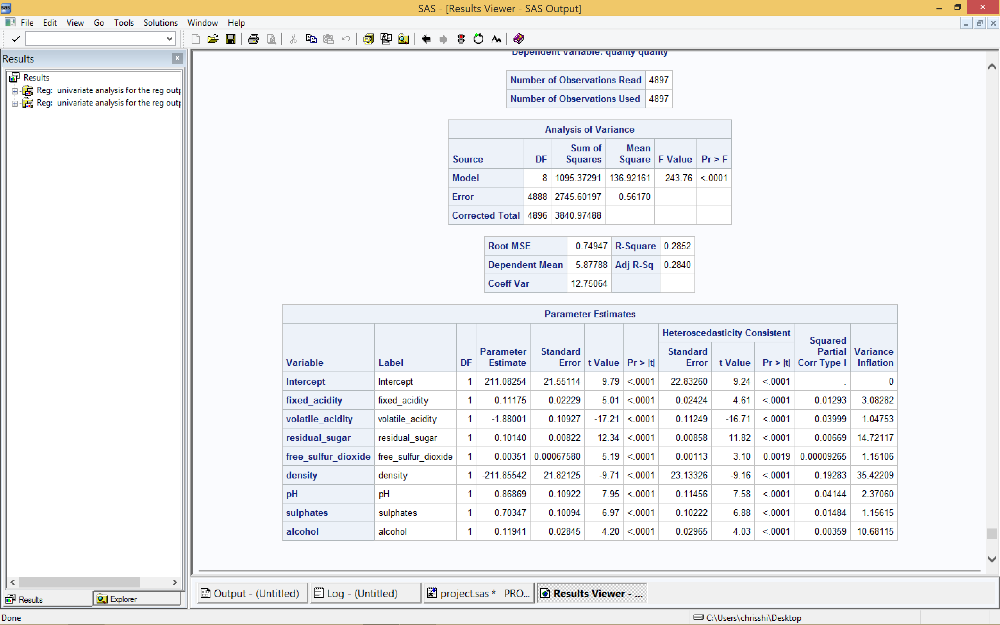 sas
SAS - [Results Viewer - SAS Output]
File Edit View Go Tools Solutions Window Help
Results
Results
Reg: univariate analysis for the reg outp
Reg: univariate analysis for the reg outp
Dependent Variable: quality quality
Number of Observations Read 4897
Number of Observations Used 4897
Analysis of Variance
Source DF Sum of Squares Mean Square F Value Pr > F
Model 8 1095.37291 136.92161 243.76 <.0001
Error 4888 2745.60197 0.56170
Corrected Total 4896 3840.97488
Root MSE 0.74947 R-Square 0.2852
Dependent Mean 5.87788 Adj R-Sq 0.2840
Coeff Var 12.75064
Parameter Estimates
Variable Label DF Parameter Estimate Standard Error t Value Pr > |t| Heteroscedasticity Consistent Standard Error t Value Pr > |t| Squared Partial Corr Type I Variance Inflation
Intercept Intercept 1 211.08254 21.55114 9.79 <.0001 22.83260 9.24 <.0001 . 0
fixed_acidity fixed_acidity 1 0.11175 0.02229 5.01 <.0001 0.02424 4.61 <.0001 0.01293 3.08282
volatile_acidity volatile_acidity 1 -1.88001 0.10927 -17.21 <.0001 0.11249 -16.71 <.0001 0.03999 1.04753
residual_sugar residual_sugar 1 0.10140 0.00822 12.34 <.0001 0.00858 11.82 <.0001 0.00669 14.72117
free_sulfur_dioxide free_sulfur_dioxide 1 0.00351 0.00067580 5.19 <.0001 0.00113 3.10 0.0019 0.00009265 1.15106
density density 1 -211.85542 21.82125 -9.71 <.0001 23.13326 -9.16 <.0001 0.19283 35.42209
pH pH 1 0.86869 0.10922 7.95 <.0001 0.11456 7.58 <.0001 0.04144 2.37060
sulphates sulphates 1 0.70347 0.10094 6.97 <.0001 0.10222 6.88 <.0001 0.01484 1.15615
alcohol alcohol 1 0.11941 0.02845 4.20 <.0001 0.02965 4.03 <.0001 0.00359 10.68115
Results Explorer
Output - (Untitled) Log - (Untitled) project.sas * PRO... Results Viewer - ...
Done C:\Users\chrisshi\Desktop